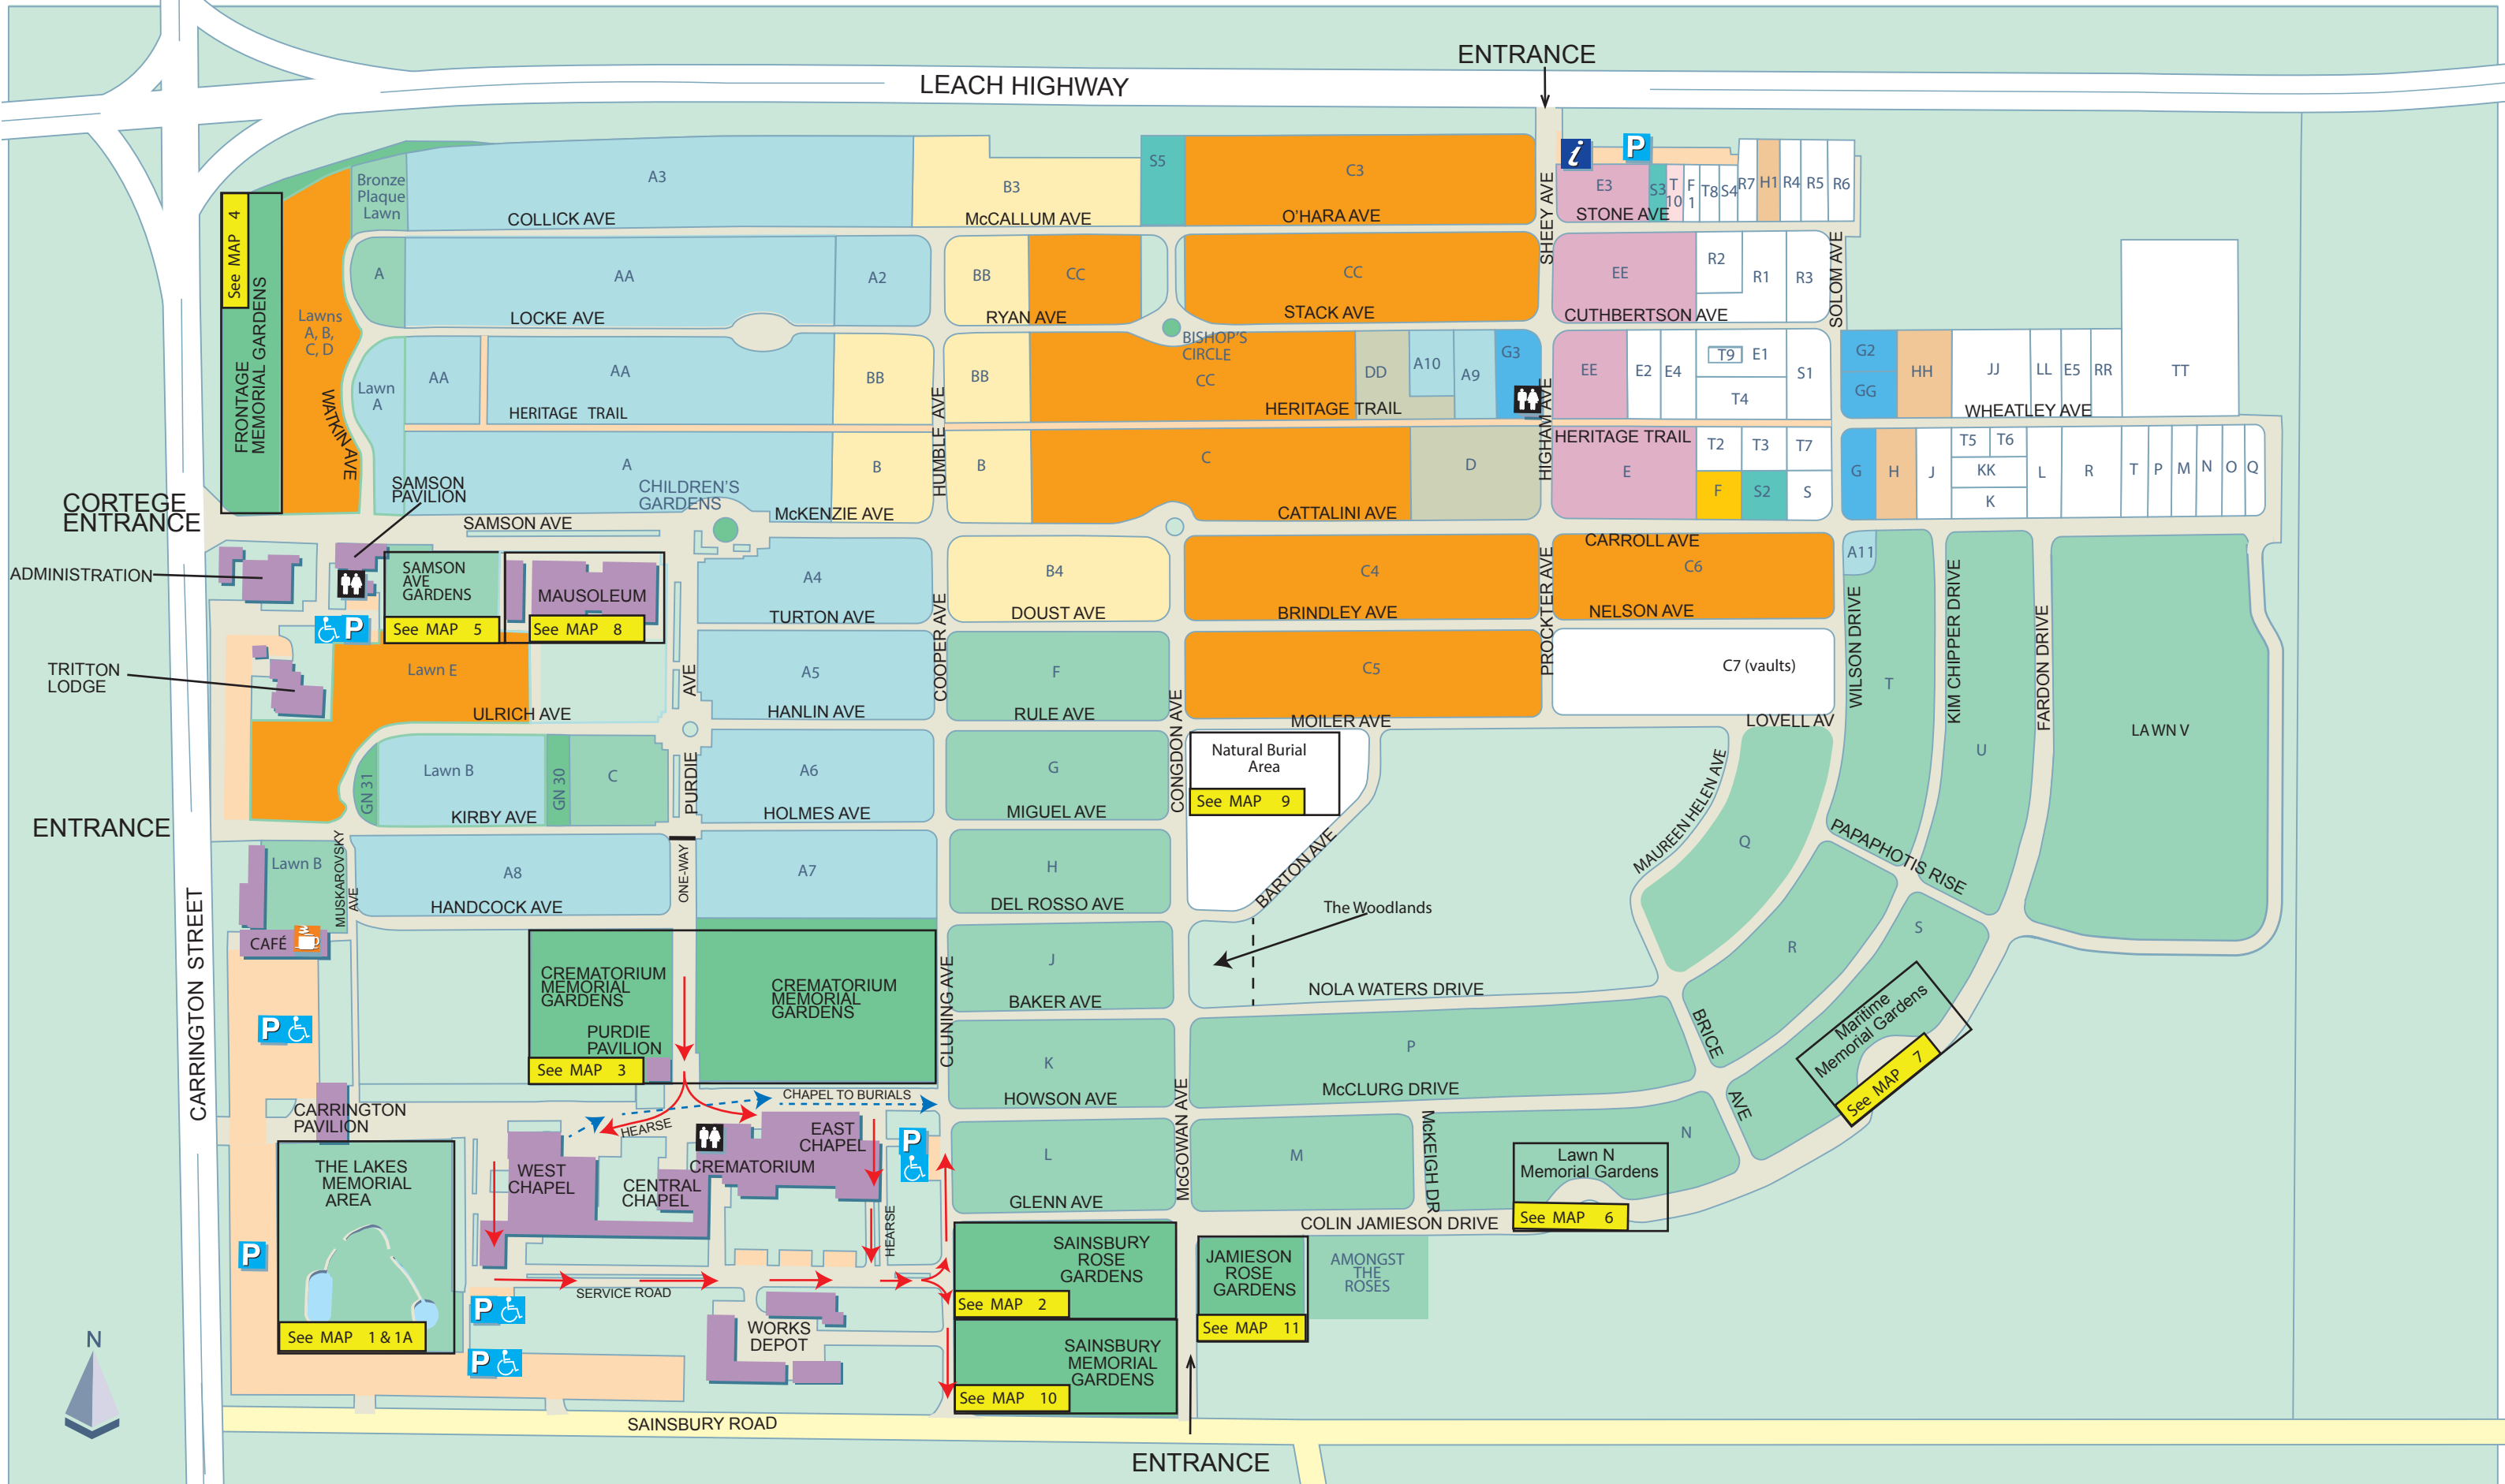 ENTRANCE
LEACH HIGHWAY
Bronze
Plaque
Lawn
A3
COLLICK AVE
B3
McCALLUM AVE
S5
C3
O'HARA AVE
SHEEY AVE
i
P
E3
STONE AVE
S3
T
10
F
1
T8
S4
R7
H1
R4
R5
R6
See MAP 4
FRONTAGE
MEMORIAL GARDENS
Lawns
A, B,
C, D
WATKIN AVE
A
AA
LOCKE AVE
A2
BB
RYAN AVE
CC
CC
STACK AVE
BISHOP'S
CIRCLE
EE
CUTHBERTSON AVE
R2
R1
R3
SOLOM AVE
Lawn
A
AA
AA
HERITAGE TRAIL
BB
HUMBLE AVE
BB
CC
HERITAGE TRAIL
DD
A10
A9
G3
HIGHAM AVE
EE
E2
E4
T9
E1
T4
S1
G2
GG
HH
JJ
LL
E5
RR
TT
WHEATLEY AVE
HERITAGE TRAIL
A
CHILDREN'S
GARDENS
B
B
C
CATTALINI AVE
D
E
T2
T3
T7
F
S2
S
G
H
J
T5
T6
KK
K
L
R
T
P
M
N
O
Q
CORTEGE
ENTRANCE
SAMSON
PAVILION
SAMSON AVE
McKENZIE AVE
ADMINISTRATION
SAMSON
AVE
GARDENS
See MAP 5
MAUSOLEUM
See MAP 8
P
A4
TURTON AVE
COOPER AVE
B4
DOUST AVE
C4
BRINDLEY AVE
PROCKTER AVE
CARROLL AVE
C6
NELSON AVE
A11
WILSON DRIVE
KIM CHIPPER DRIVE
FARDON DRIVE
TRITTON
LODGE
Lawn E
ULRICH AVE
PURDIE AVE
A5
HANLIN AVE
F
RULE AVE
CONGDON AVE
C5
MOILER AVE
C7 (vaults)
LOVELL AV
T
U
LAWN V
GN 31
Lawn B
KIRBY AVE
GN 30
C
A6
HOLMES AVE
G
MIGUEL AVE
Natural Burial
Area
See MAP 9
BARTON AVE
MAUREEN HELEN AVE
Q
PAPAPHOTIS RISE
ENTRANCE
Lawn B
MUSKAROVSKY
AVE
A8
HANDCOCK AVE
ONE-WAY
A7
H
DEL ROSSO AVE
The Woodlands
CARRINGTON STREET
CAFÉ
P
CREMATORIUM
MEMORIAL
GARDENS
PURDIE
PAVILION
See MAP 3
CREMATORIUM
MEMORIAL
GARDENS
CLUNING AVE
J
BAKER AVE
NOLA WATERS DRIVE
R
S
Maritime
Memorial Gardens
See MAP 7
BRICE
AVE
K
HOWSON AVE
P
McCLURG DRIVE
CARRINGTON
PAVILION
CHAPEL TO BURIALS
HEARSE
WEST
CHAPEL
CENTRAL
CHAPEL
CREMATORIUM
EAST
CHAPEL
P
HEARSE
L
GLENN AVE
McGOWAN AVE
M
McKEIGH DR
N
Lawn N
Memorial Gardens
See MAP 6
COLIN JAMIESON DRIVE
THE LAKES
MEMORIAL
AREA
See MAP 1 & 1A
P
P
P
SERVICE ROAD
WORKS
DEPOT
SAINSBURY
ROSE
GARDENS
See MAP 2
JAMIESON
ROSE
GARDENS
See MAP 11
AMONGST
THE
ROSES
SAINSBURY
MEMORIAL
GARDENS
See MAP 10
N
SAINSBURY ROAD
ENTRANCE